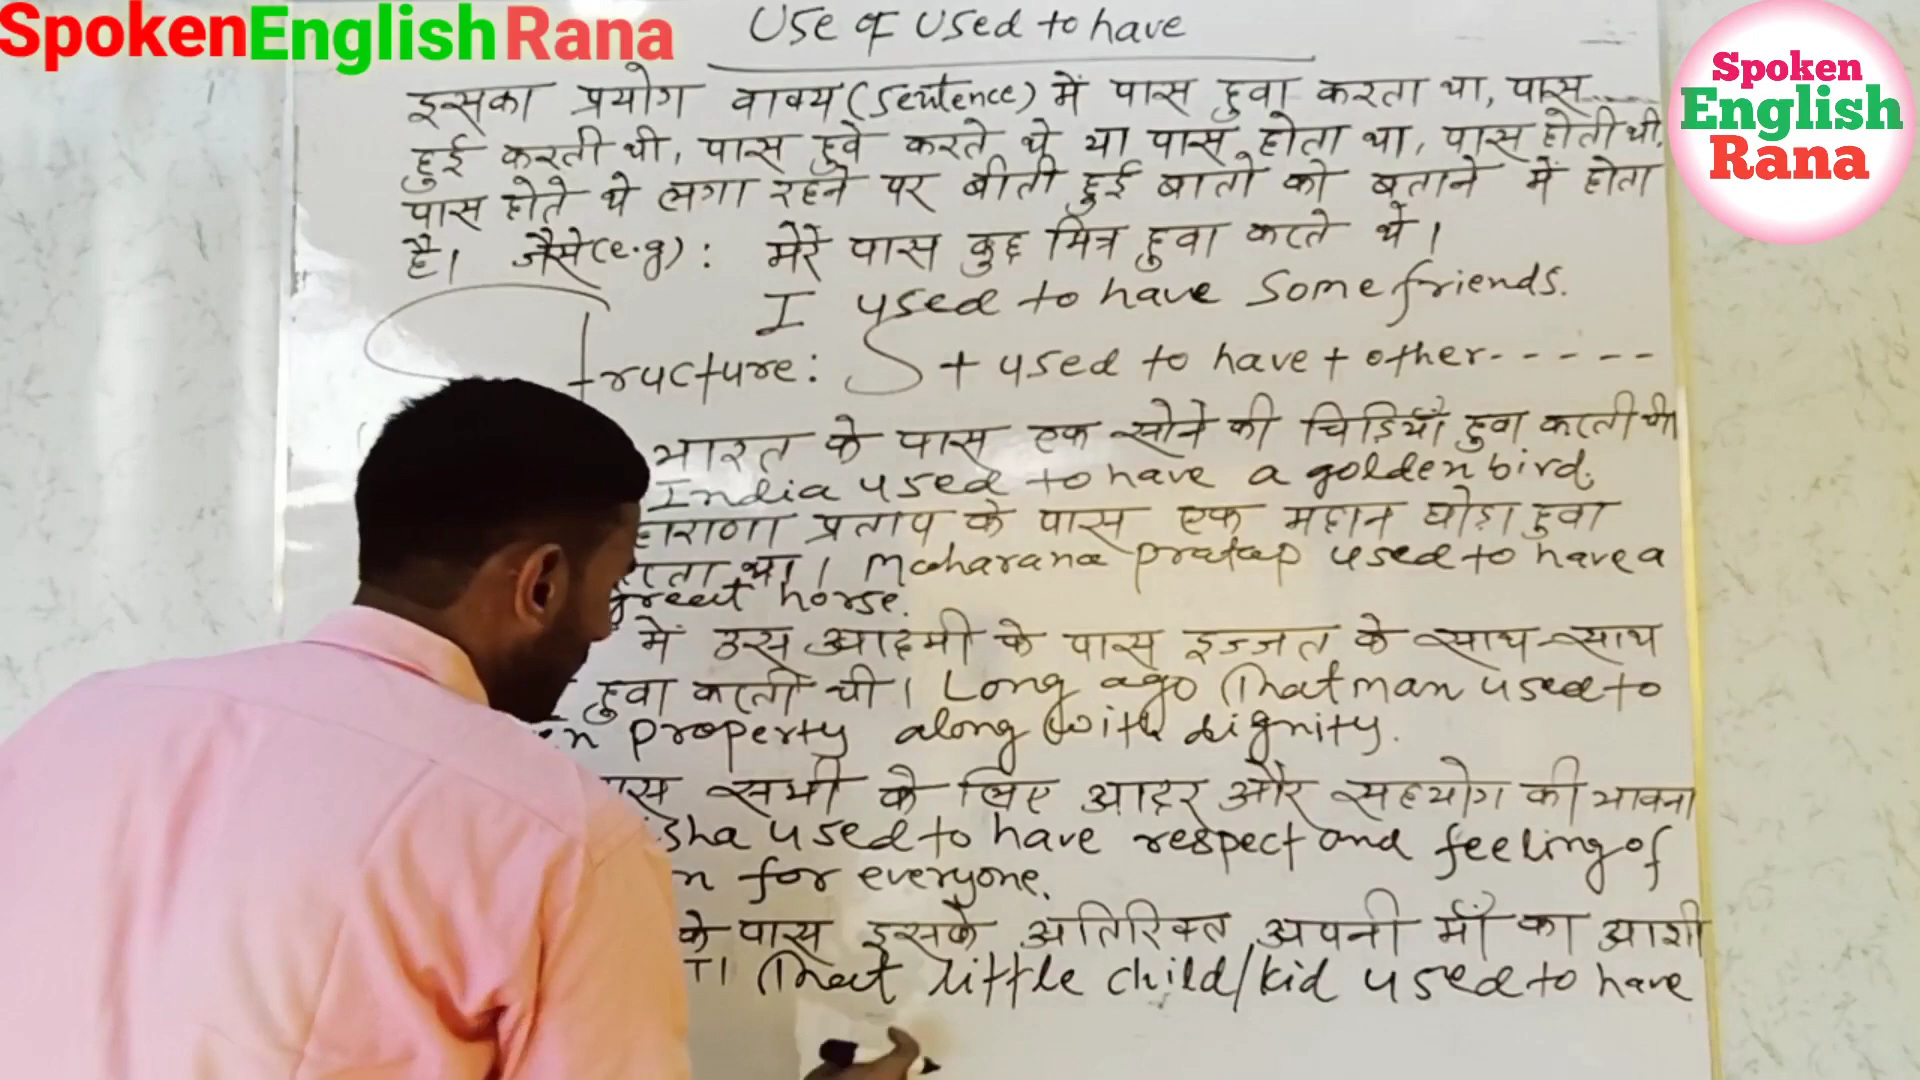 SpokenEnglish Rana
Spoken
English
Rana
Use of used to have
इसका प्रयोग वाक्य (Sentence) में पास हुवा करता था, पास
हुई करती थी, पास हुवे करते थे या पास होता था, पास होती थी,
पास होते थे लगा रहने पर बीती हुई बातो को बताने में होता
है। जैसे(e.g): मेरे पास कुछ मित्र हुवा करते थे।
I used to have Some friends.
Structure: S + used to have + other- - - - -
भारत के पास एक सोने की चिड़ियाँ हुवा करती थी
India used to have a golden bird.
हाराणा प्रताप के पास एक महान घोड़ा हुवा
रता था। Maharana pratap used to have a
great horse.
में उस आदमी के पास इज्जत के साथ-साथ
हुवा करती थी। Long ago that man used to
property along with dignity.
सभी के लिए आदर और सहयोग की भावना
isha used to have respect and feeling of
n for everyone.
के पास इसके अतिरिक्त अपनी माँ का आशी
That little child/kid used to have